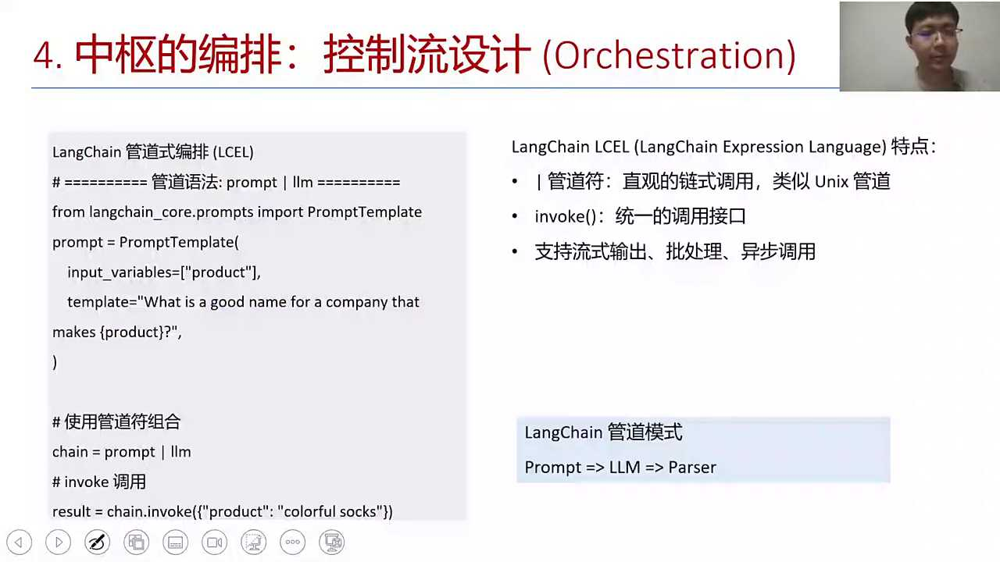 4. 中枢的编排：控制流设计 (Orchestration)
LangChain 管道式编排 (LCEL)
# ========== 管道语法: prompt | llm ==========
from langchain_core.prompts import PromptTemplate
prompt = PromptTemplate(
input_variables=["product"],
template="What is a good name for a company that
makes {product}?",
)
# 使用管道符组合
chain = prompt | llm
# invoke 调用
result = chain.invoke({"product": "colorful socks"})
LangChain LCEL (LangChain Expression Language) 特点：
• | 管道符：直观的链式调用，类似 Unix 管道
• invoke()：统一的调用接口
• 支持流式输出、批处理、异步调用
LangChain 管道模式
Prompt => LLM => Parser